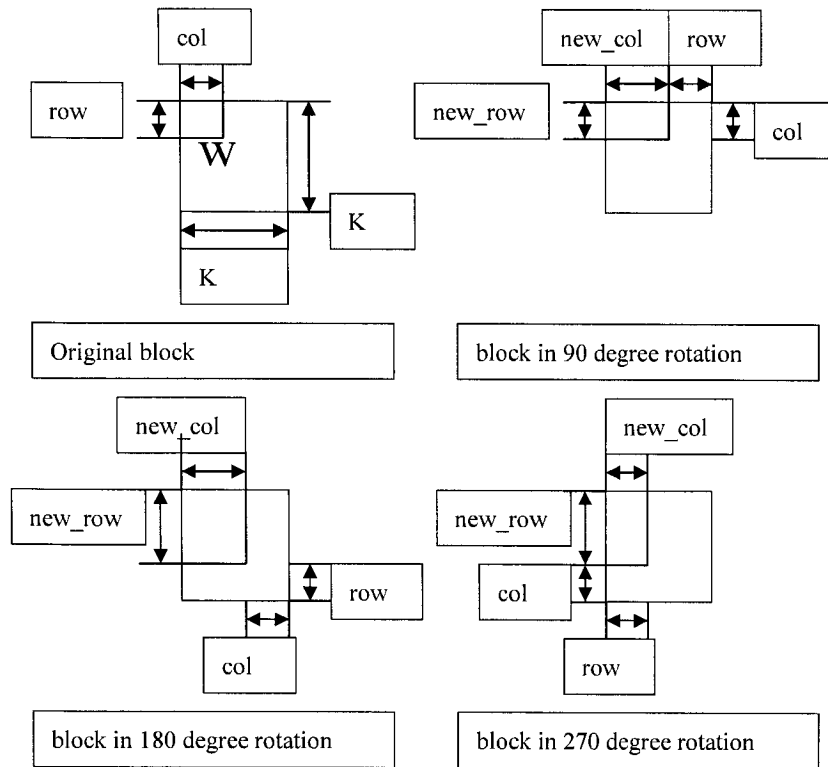 col
row
W
K
K
Original block
new_col
row
new_row
col
block in 90 degree rotation
new_col
new_row
row
col
block in 180 degree rotation
new_col
new_row
col
row
block in 270 degree rotation